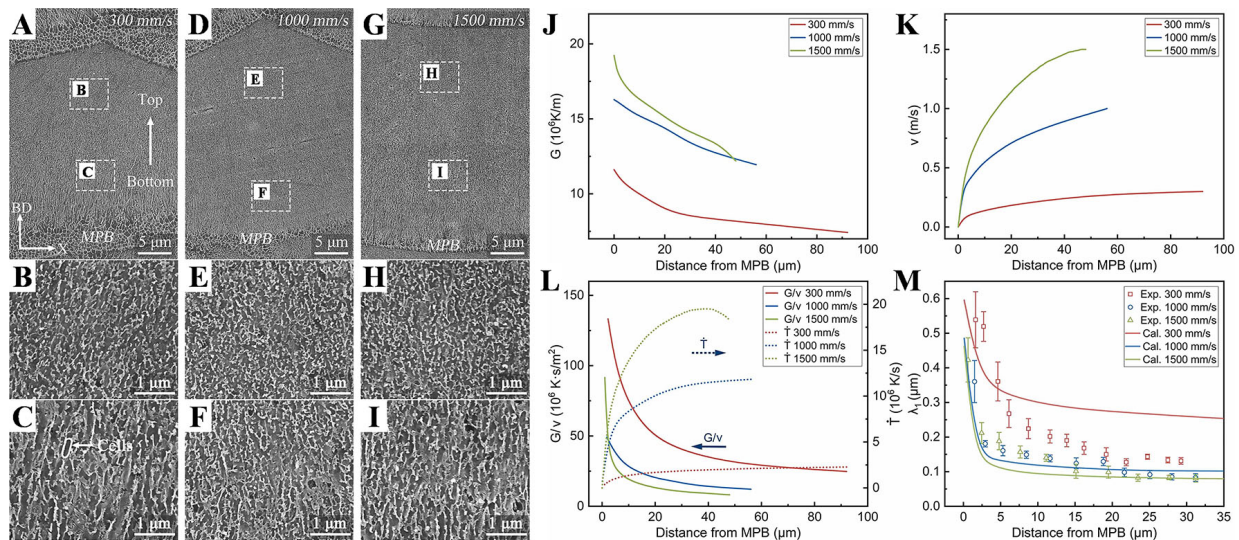 A
300 mm/s
B
Top
C
Bottom
BD
X
MPB
5 μm
D
1000 mm/s
E
F
MPB
5 μm
G
1500 mm/s
H
I
MPB
5 μm
B
1 μm
E
1 μm
H
1 μm
C
Cells
1 μm
F
1 μm
I
1 μm
J
300 mm/s
1000 mm/s
1500 mm/s
G (10⁶K/m)
20
15
10
0 20 40 60 80 100
Distance from MPB (μm)
K
300 mm/s
1000 mm/s
1500 mm/s
v (m/s)
1.5
1.0
0.5
0.0
0 20 40 60 80 100
Distance from MPB (μm)
L
G/v 300 mm/s
G/v 1000 mm/s
G/v 1500 mm/s
Ṫ 300 mm/s
Ṫ 1000 mm/s
Ṫ 1500 mm/s
Ṫ
G/v
G/v (10⁶ K·s/m²)
150
100
75
50
25
0
20
15
10
5
0
Ṫ (10⁶ K/s)
0 20 40 60 80 100
Distance from MPB (μm)
M
Exp. 300 mm/s
Exp. 1000 mm/s
Exp. 1500 mm/s
Cal. 300 mm/s
Cal. 1000 mm/s
Cal. 1500 mm/s
λ₁ (μm)
0.6
0.5
0.4
0.3
0.2
0.1
0.0
0 5 10 15 20 25 30 35
Distance from MPB (μm)